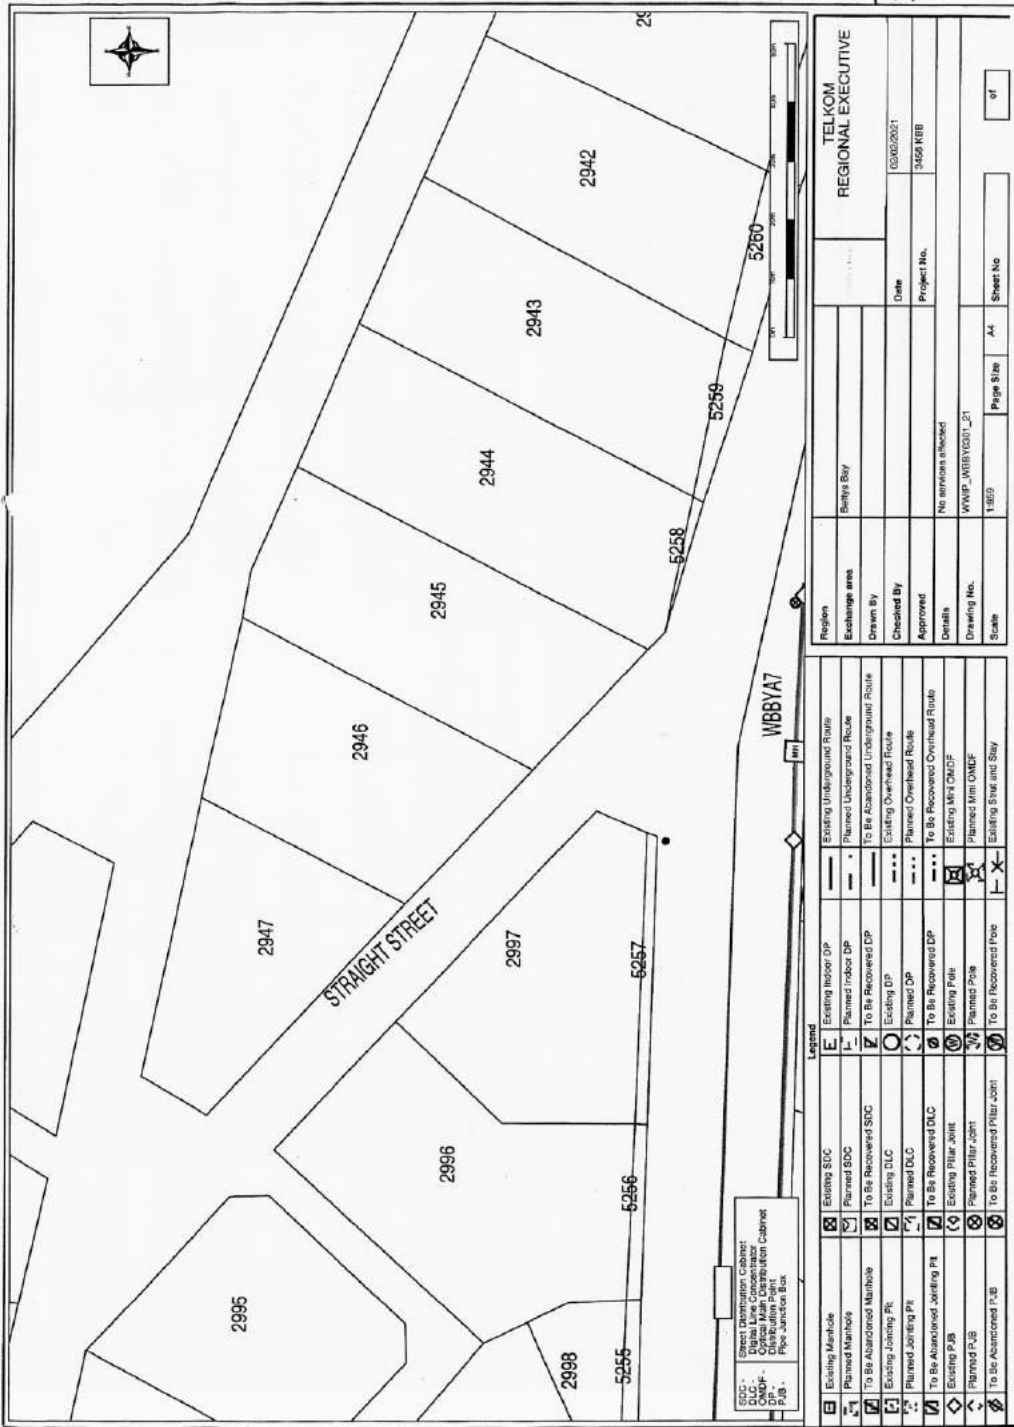 2942
2943
2944
2945
2946
2947
STRAIGHT STREET
2997
2996
2995
2998
5260
5259
5258
5257
5256
5255
WBBYA7
MH
SDC - Street Distribution Cabinet
DLC - Digital Line Concentrator
OMDF - Optical Main Distribution Cabinet
DP - Distribution Point
PJB - Pipe Junction Box
Legend
Existing Manhole
Planned Manhole
To Be Abandoned Manhole
Existing Jointing Pit
Planned Jointing Pit
To Be Abandoned Jointing Pit
Existing PJB
Planned PJB
To Be Abandoned PJB
Existing SDC
Planned SDC
To Be Recovered SDC
Existing DLC
Planned DLC
To Be Recovered DLC
Existing Pillar Joint
Planned Pillar Joint
To Be Recovered Pillar Joint
Existing Indoor DP
Planned Indoor DP
To Be Recovered DP
Existing DP
Planned DP
To Be Recovered DP
Existing Pole
Planned Pole
To Be Recovered Pole
Existing Underground Route
Planned Underground Route
To Be Abandoned Underground Route
Existing Overhead Route
Planned Overhead Route
To Be Recovered Overhead Route
Existing Mini OMDF
Planned Mini OMDF
Existing Strut and Stay
TELKOM
REGIONAL EXECUTIVE
Region
Exchange area Bettys Bay
Drawn By
Checked By Date 02/02/2021
Approved Project No. 3456 KBB
Details No services affected
Drawing No. WWIP_WBBY0301_21
Scale 1:859 Page Size A4 Sheet No of